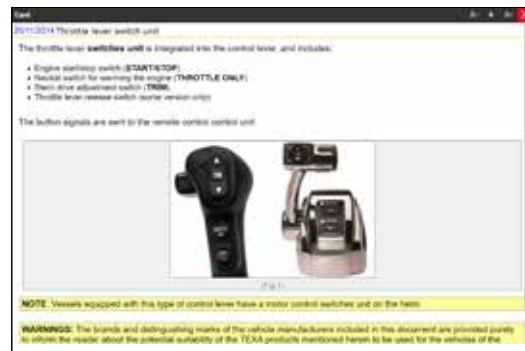 Card
20/11/2014 Throttle lever switch unit
The throttle lever switches unit is integrated into the control lever, and includes:
Engine start/stop switch (START/STOP)
Neutral switch for warming the engine (THROTTLE ONLY)
Stern drive adjustment switch (TRIM)
Throttle lever release switch (some version only)
The button signals are sent to the remote control control unit.
(Fig.1)
NOTE: Vessels equipped with this type of control lever have a motor control switches unit on the helm
WARNINGS: The brands and distinguishing marks of the vehicle manufacturers included in this document are provided purely
to inform the reader about the potential suitability of the TEXA products mentioned herein to be used for the vehicles of the